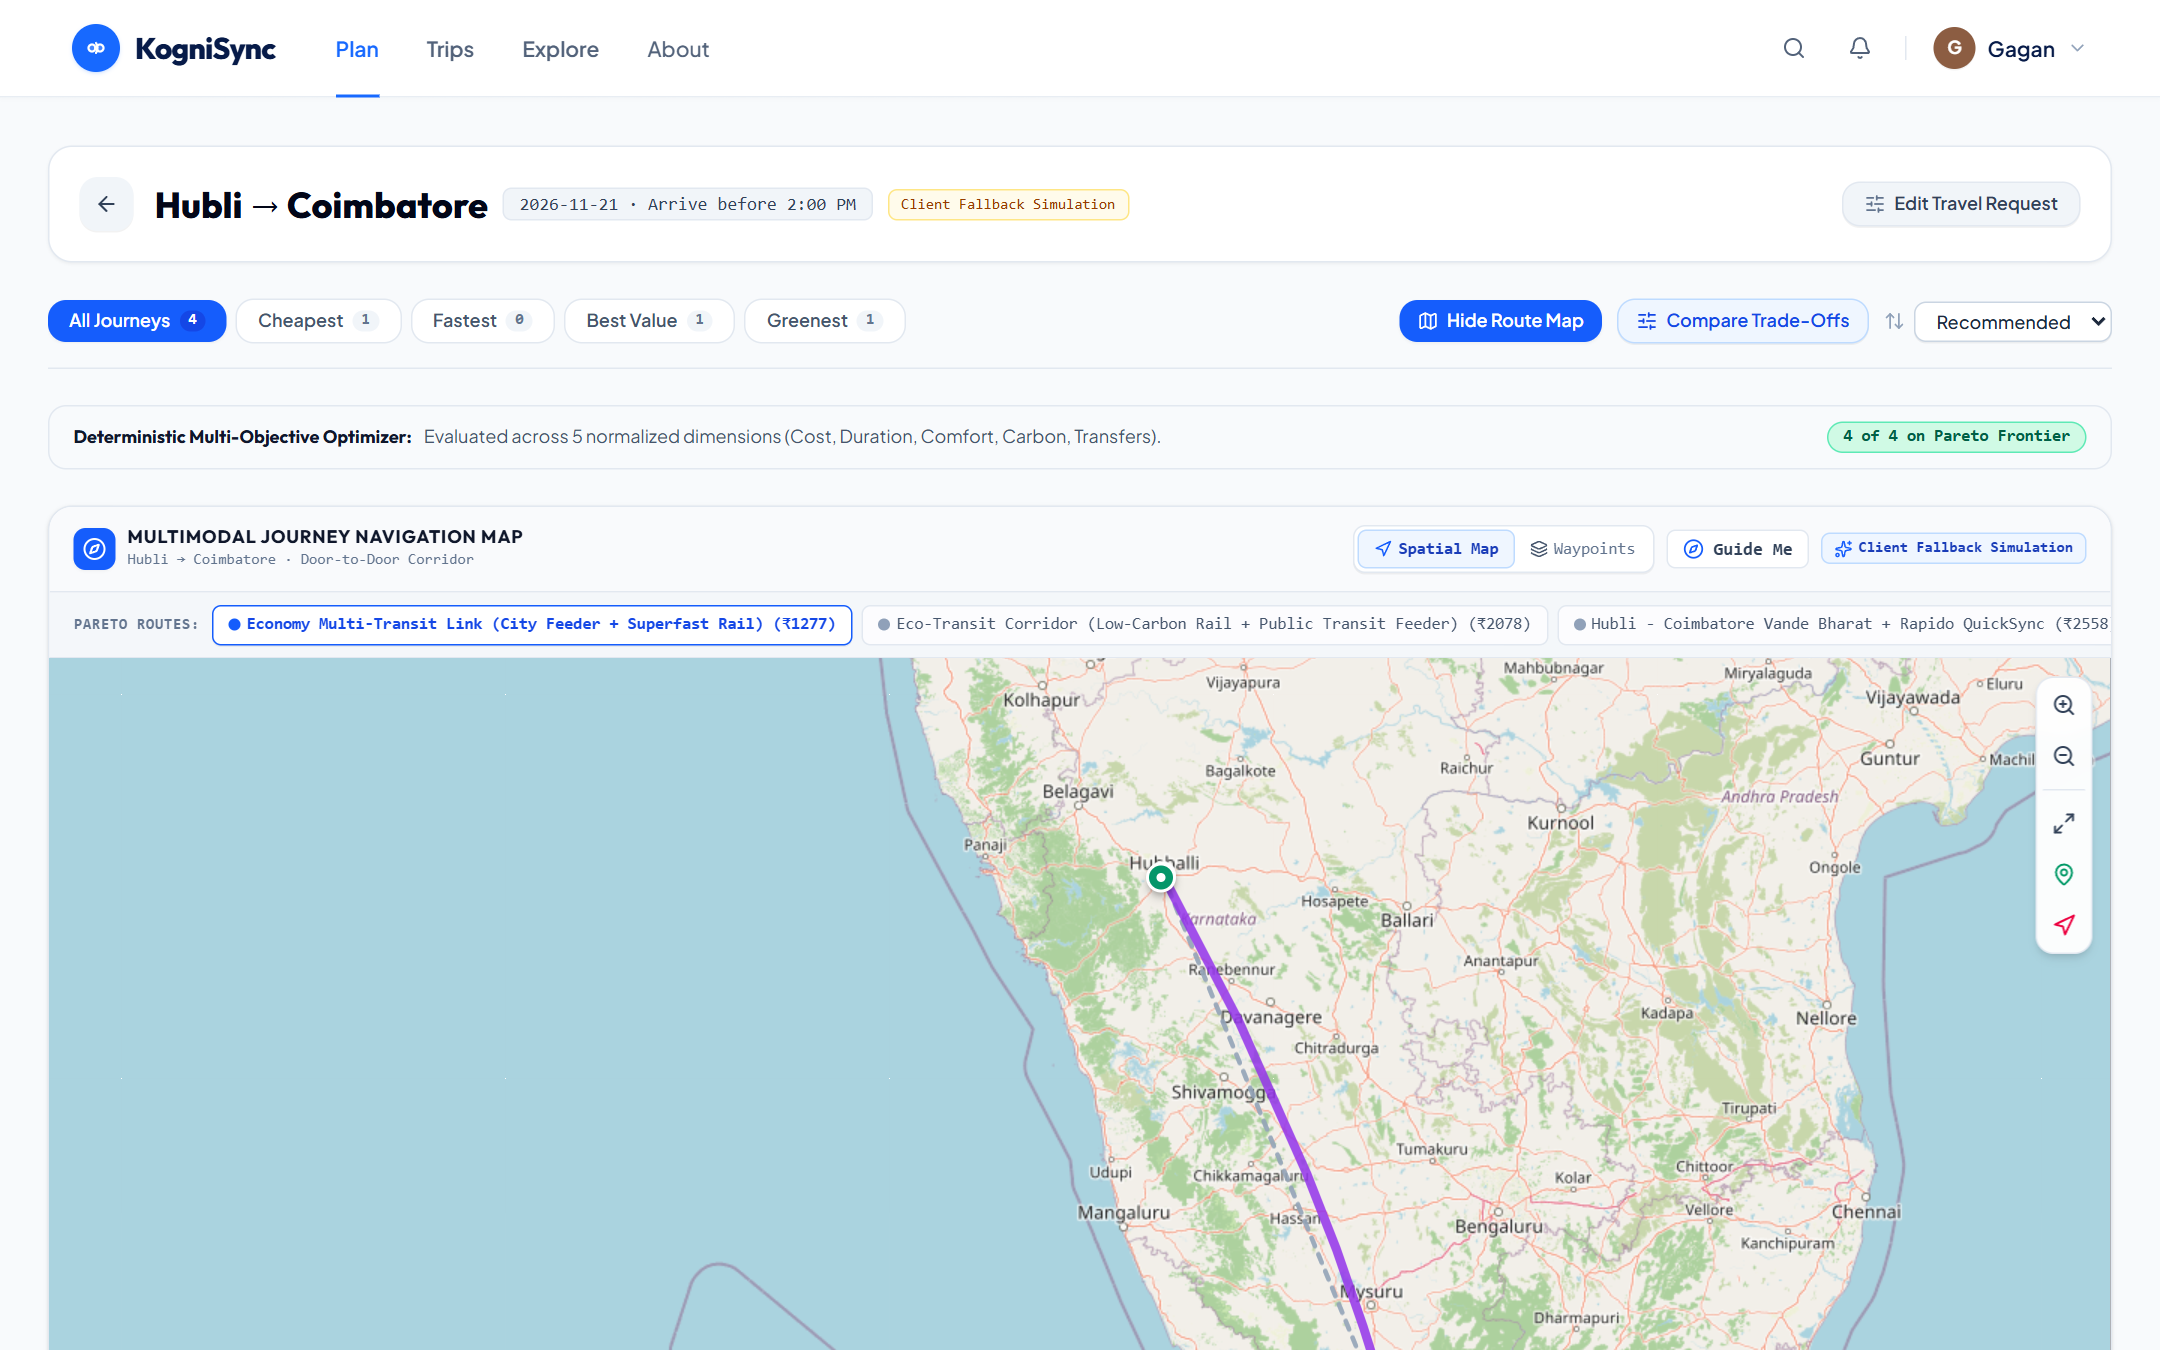 KogniSync
Plan
Trips
Explore
About
G
Gagan
Hubli → Coimbatore
2026-11-21 · Arrive before 2:00 PM
Client Fallback Simulation
Edit Travel Request
All Journeys 4
Cheapest 1
Fastest 0
Best Value 1
Greenest 1
Hide Route Map
Compare Trade-Offs
Recommended
Deterministic Multi-Objective Optimizer: Evaluated across 5 normalized dimensions (Cost, Duration, Comfort, Carbon, Transfers).
4 of 4 on Pareto Frontier
MULTIMODAL JOURNEY NAVIGATION MAP
Hubli → Coimbatore · Door-to-Door Corridor
Spatial Map
Waypoints
Guide Me
Client Fallback Simulation
PARETO ROUTES:
Economy Multi-Transit Link (City Feeder + Superfast Rail) (₹1277)
Eco-Transit Corridor (Low-Carbon Rail + Public Transit Feeder) (₹2078)
Hubli - Coimbatore Vande Bharat + Rapido QuickSync (₹2558
Mahbubnagar
Miryalaguda
Vijayapura
Eluru
Kolhapur
Vijayawada
Guntur
Machil
Bagalkote
Raichur
Belagavi
Andhra Pradesh
Kurnool
Panaji
Hubballi
Ongole
Hosapete
Karnataka
Ballari
Anantapur
Ranebennur
Kadapa
Nellore
Davanagere
Chitradurga
Shivamogga
Tirupati
Tumakuru
Chittoor
Udupi
Chikkamagaluru
Kolar
Vellore
Mangaluru
Hassan
Bengaluru
Chennai
Kanchipuram
Mysuru
Dharmapuri